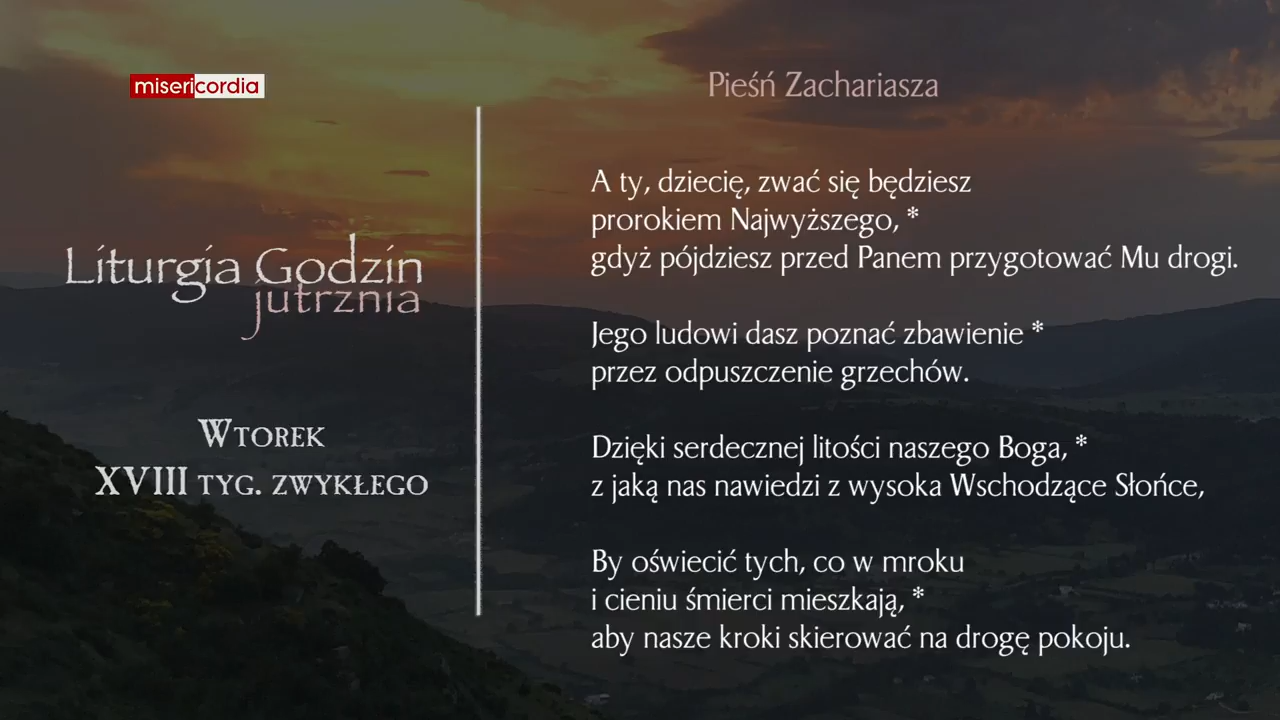 misericordia
Liturgia Godzin
jutrznia
Wtorek
XVIII tyg. zwykłego
Pieśń Zachariasza
A ty, dziecię, zwać się będziesz
prorokiem Najwyższego, *
gdyż pójdziesz przed Panem przygotować Mu drogi.
Jego ludowi dasz poznać zbawienie *
przez odpuszczenie grzechów.
Dzięki serdecznej litości naszego Boga, *
z jaką nas nawiedzi z wysoka Wschodzące Słońce,
By oświecić tych, co w mroku
i cieniu śmierci mieszkają, *
aby nasze kroki skierować na drogę pokoju.